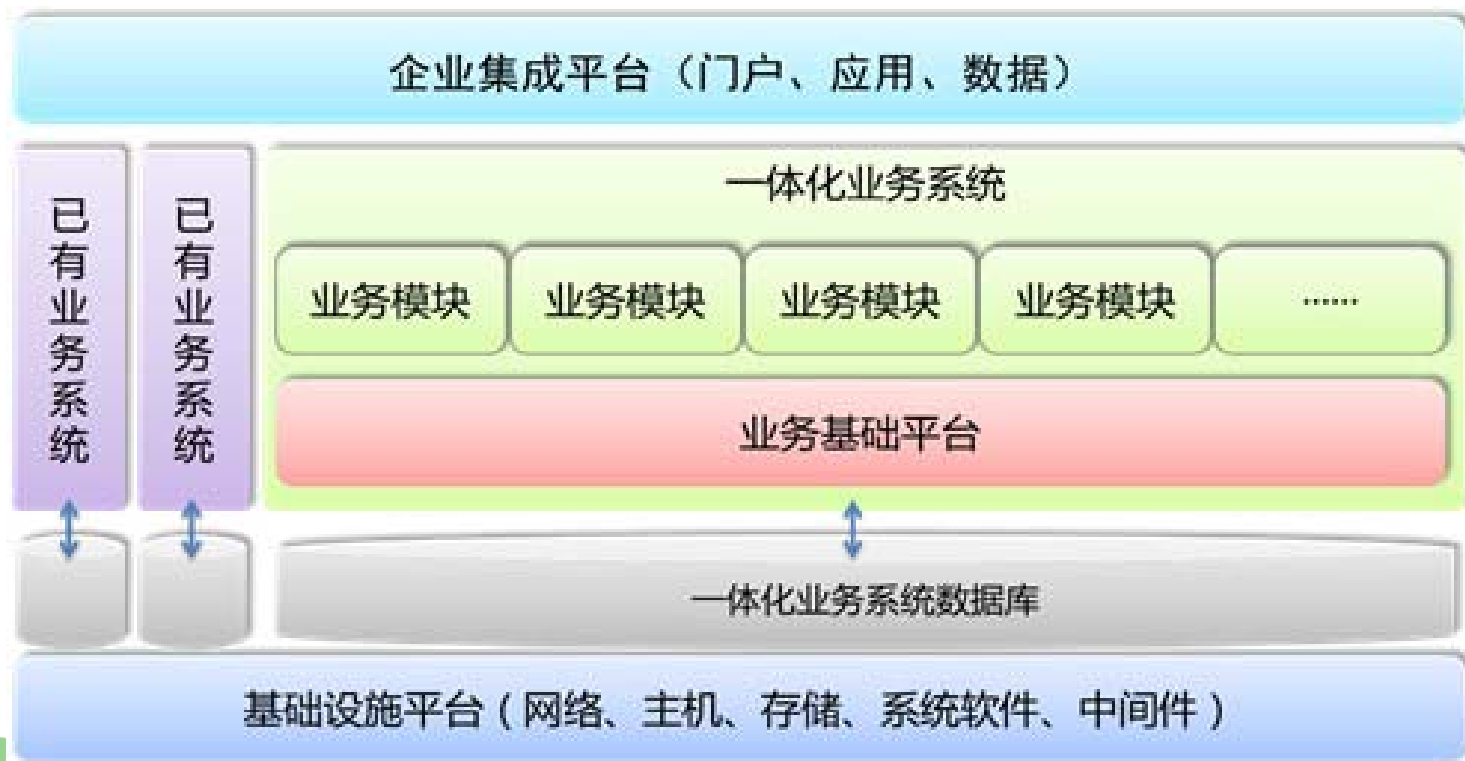 企业集成平台（门户、应用、数据）
已有业务系统
已有业务系统
一体化业务系统
业务模块
业务模块
业务模块
业务模块
······
业务基础平台
一体化业务系统数据库
基础设施平台（网络、主机、存储、系统软件、中间件）